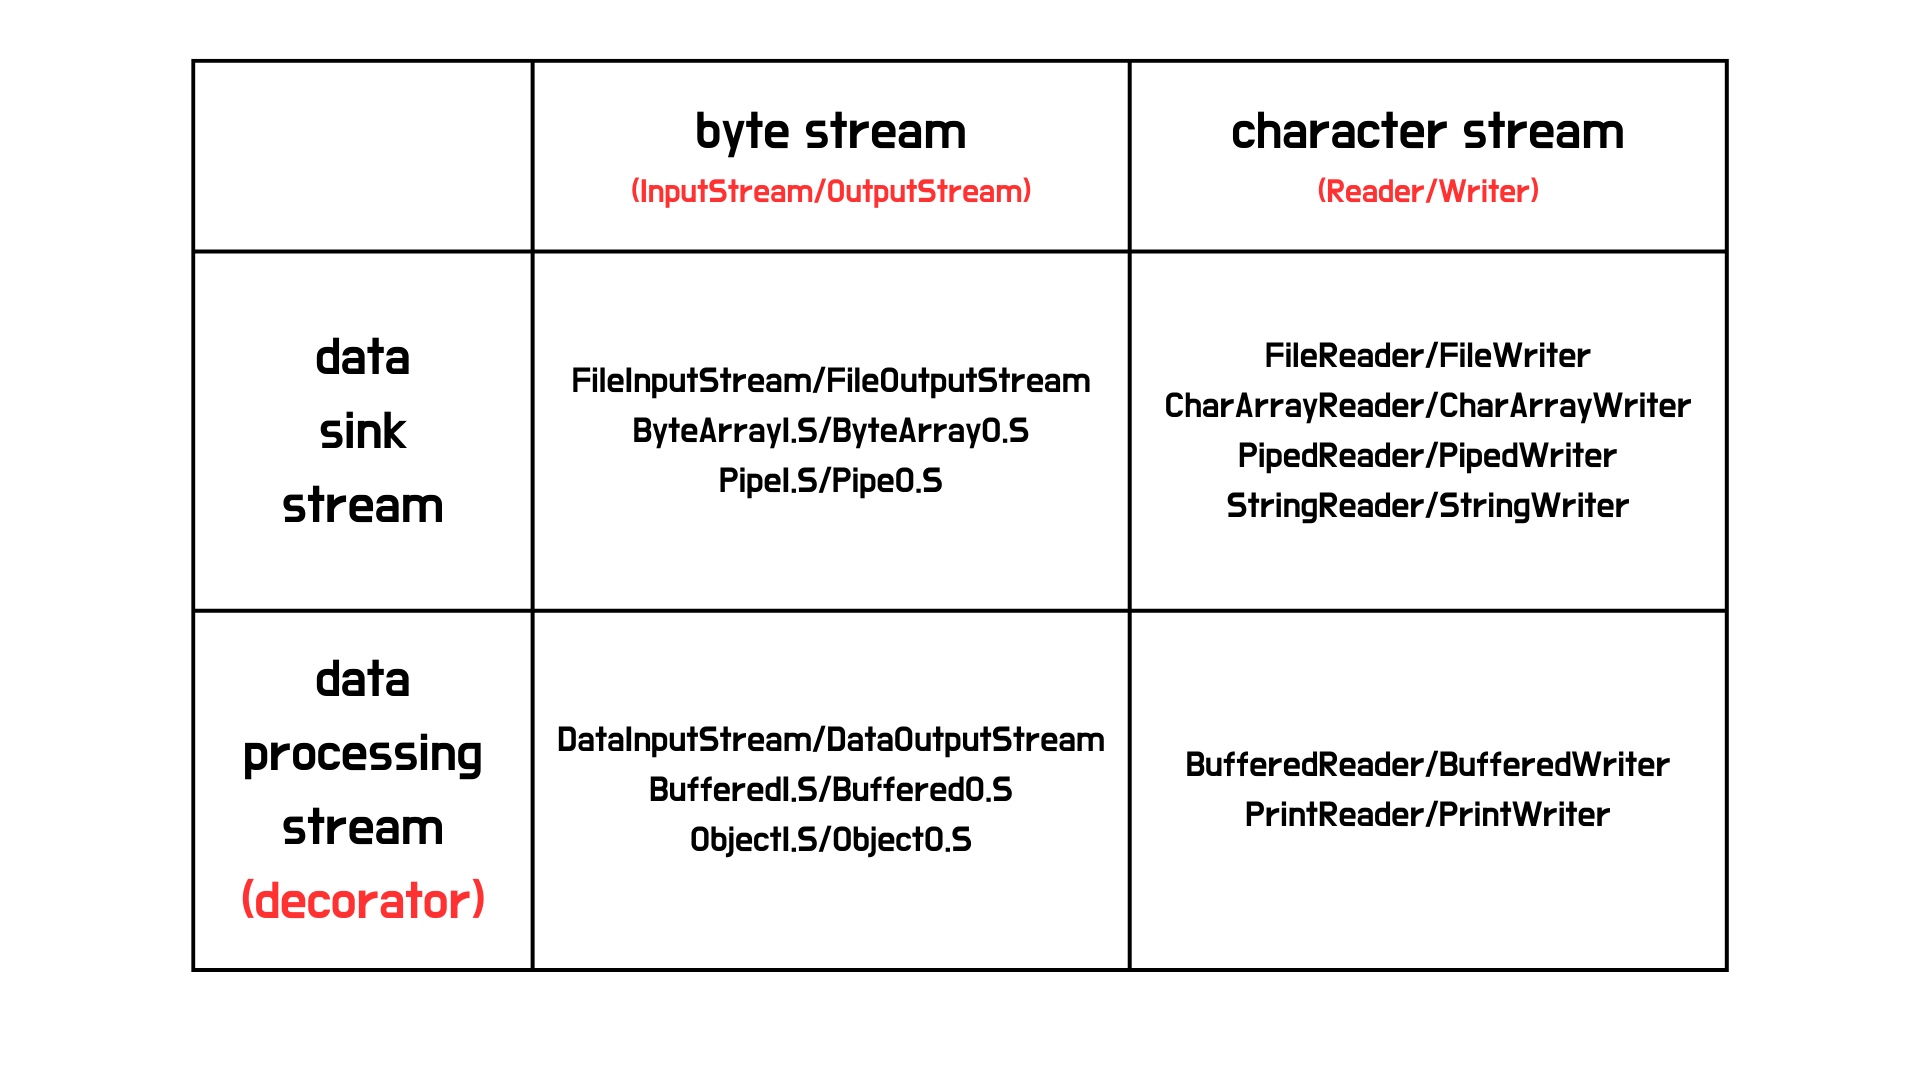 byte stream
(InputStream/OutputStream)
character stream
(Reader/Writer)
data
sink
stream
FileInputStream/FileOutputStream
ByteArrayI.S/ByteArrayO.S
PipeI.S/PipeO.S
FileReader/FileWriter
CharArrayReader/CharArrayWriter
PipedReader/PipedWriter
StringReader/StringWriter
data
processing
stream
(decorator)
DataInputStream/DataOutputStream
BufferedI.S/BufferedO.S
ObjectI.S/ObjectO.S
BufferedReader/BufferedWriter
PrintReader/PrintWriter